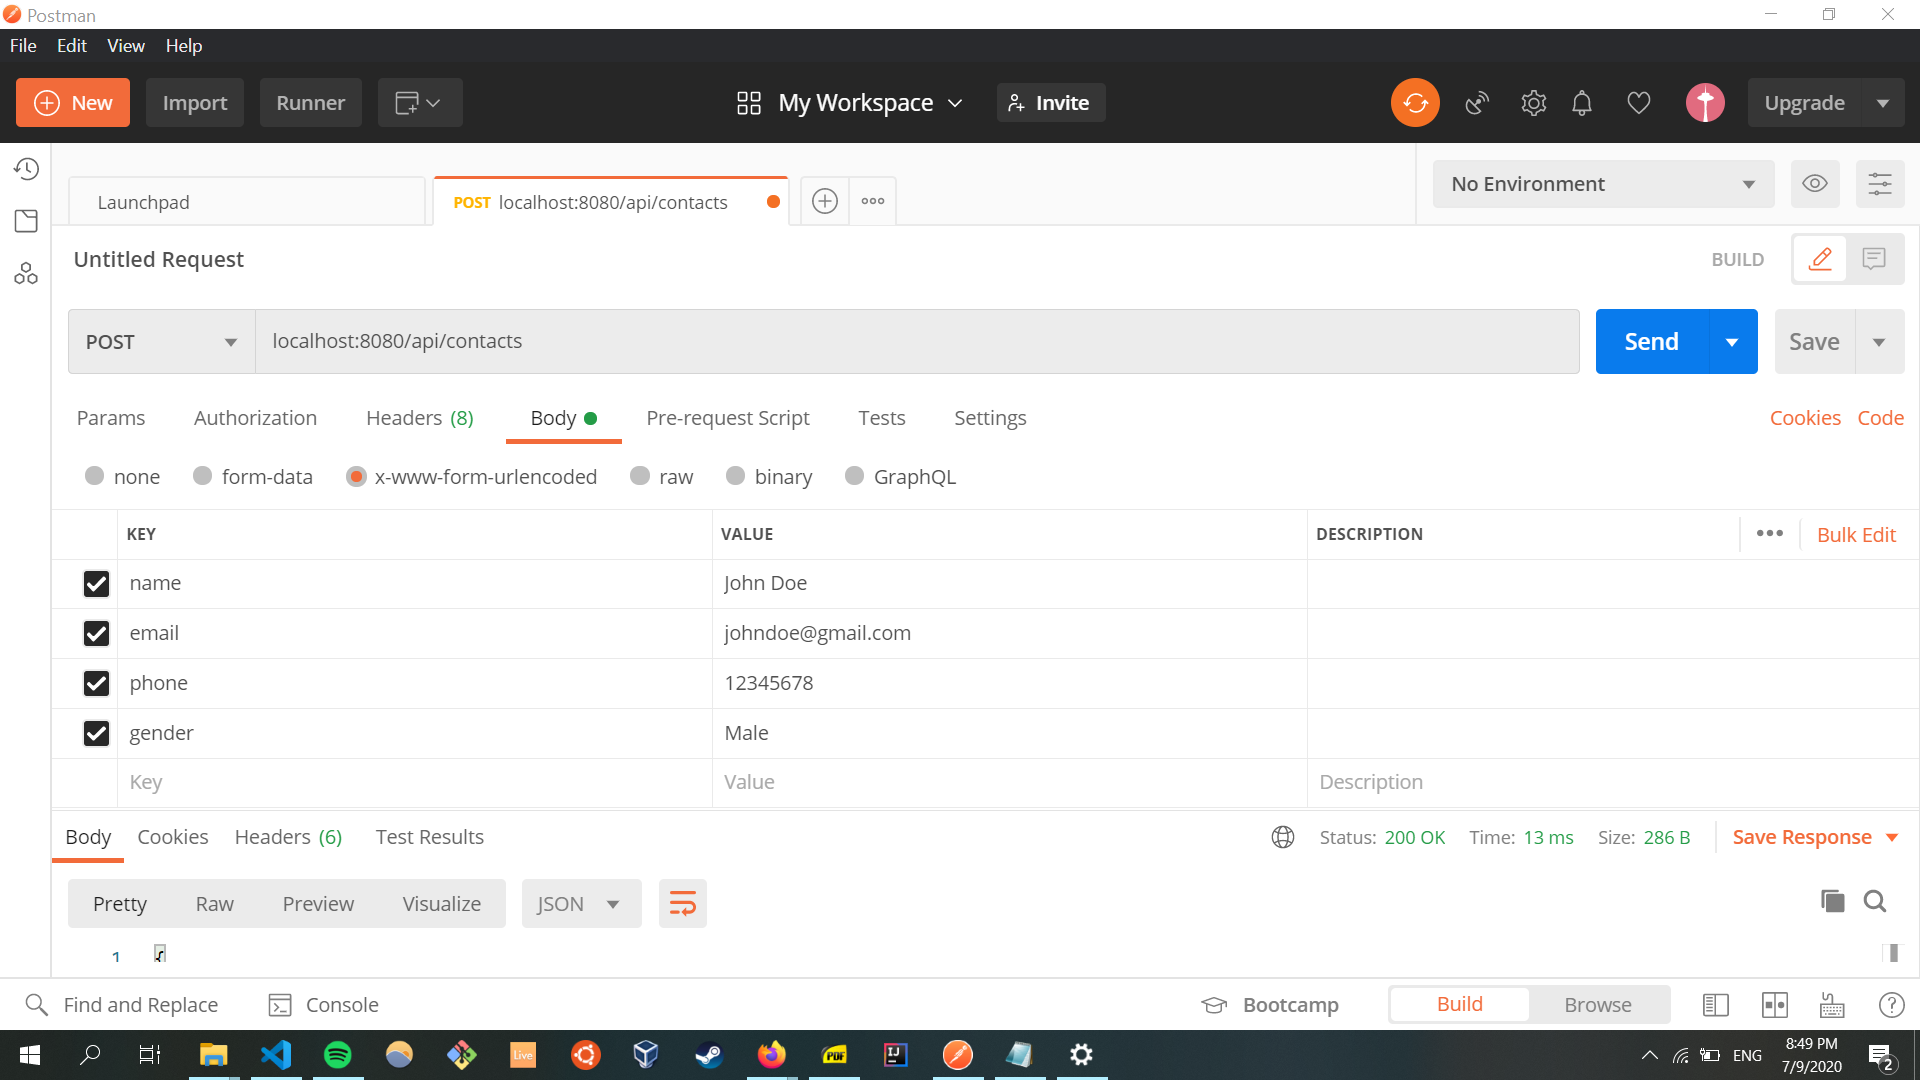 Postman
File Edit View Help
New Import Runner My Workspace Invite Upgrade
Launchpad POST localhost:8080/api/contacts No Environment
Untitled Request BUILD
POST localhost:8080/api/contacts Send Save
Params Authorization Headers (8) Body Pre-request Script Tests Settings Cookies Code
none form-data x-www-form-urlencoded raw binary GraphQL
KEY VALUE DESCRIPTION Bulk Edit
name John Doe
email johndoe@gmail.com
phone 12345678
gender Male
Key Value Description
Body Cookies Headers (6) Test Results Status: 200 OK Time: 13 ms Size: 286 B Save Response
Pretty Raw Preview Visualize JSON
1 {
Find and Replace Console Bootcamp Build Browse
Live PDF IJ ENG 8:49 PM 2
7/9/2020